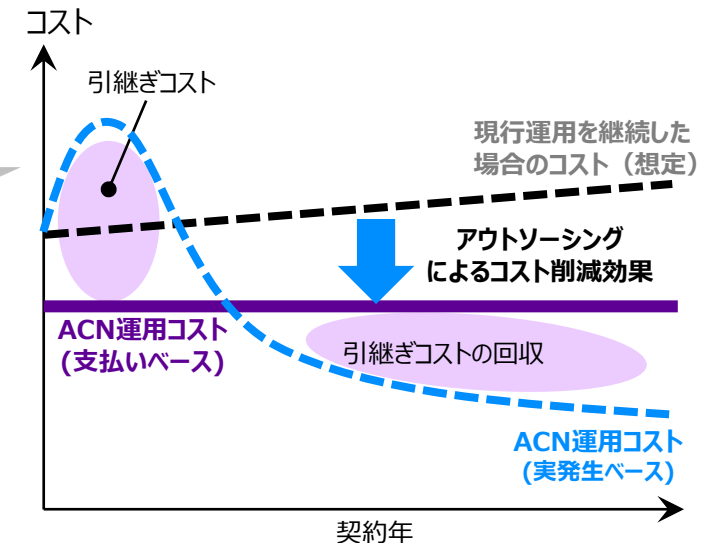 コスト
引継ぎコスト
現行運用を継続した
場合のコスト（想定）
アウトソーシング
によるコスト削減効果
ACN運用コスト
(支払いベース)
引継ぎコストの回収
ACN運用コスト
(実発生ベース)
契約年